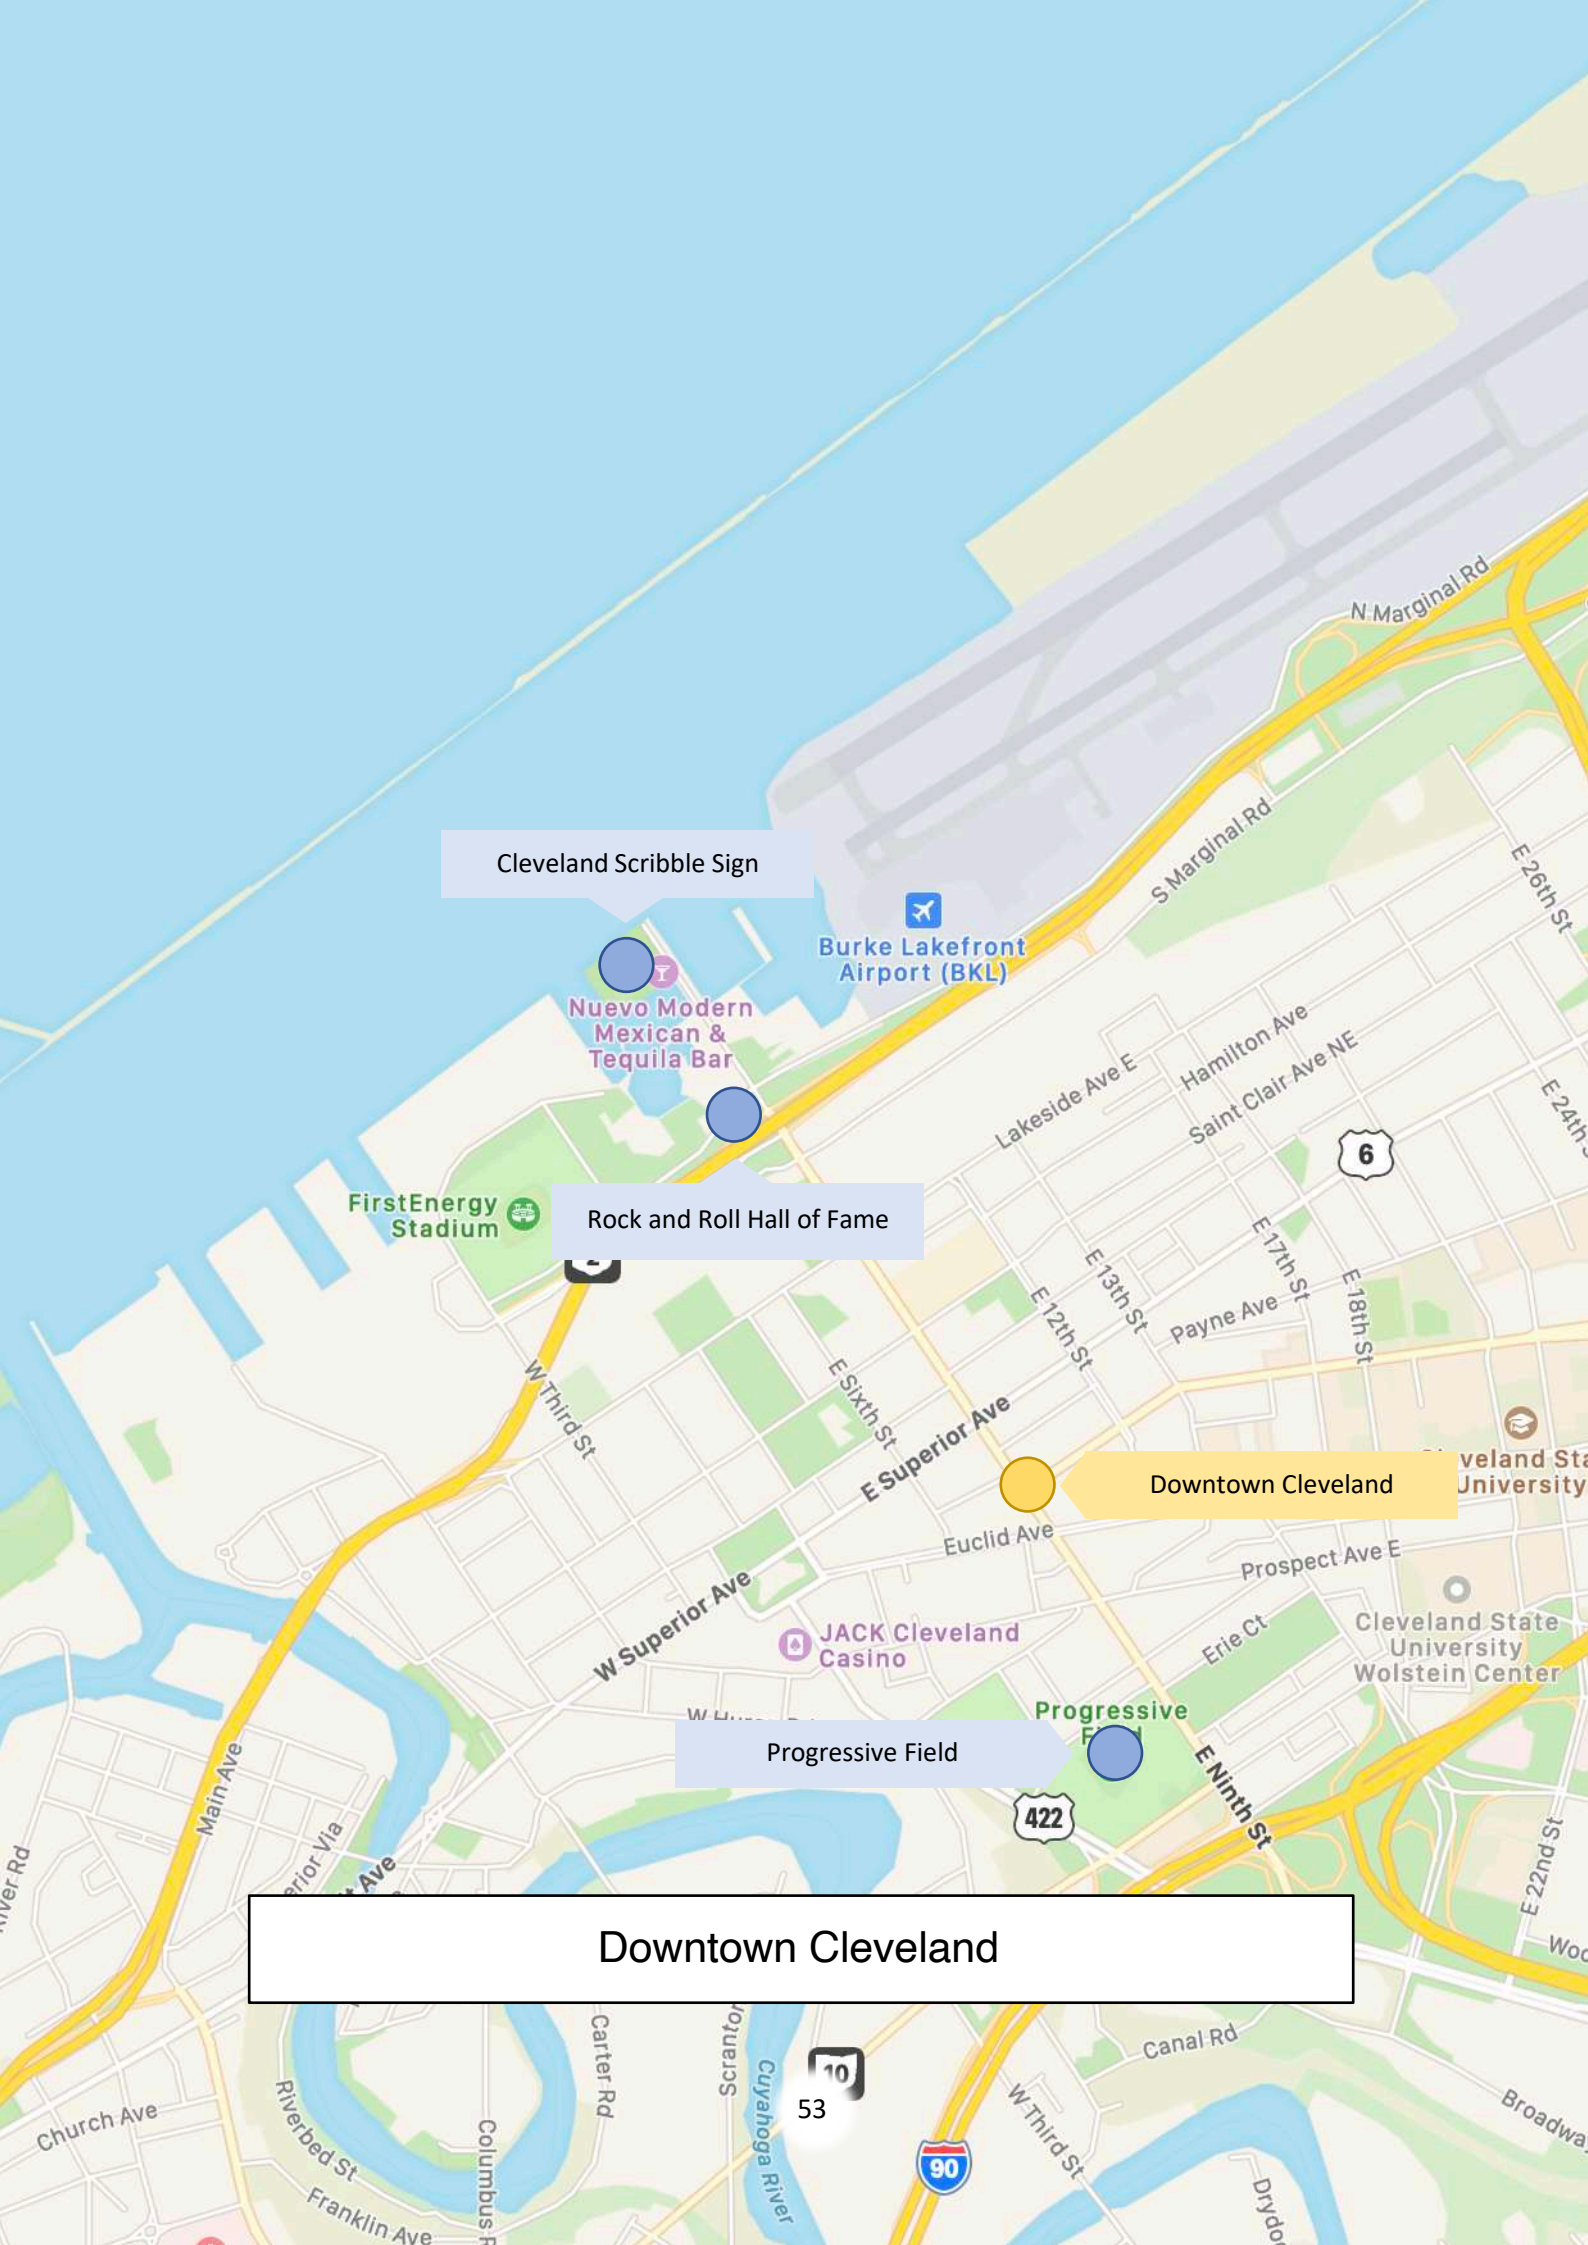 N Marginal Rd
S Marginal Rd
E 26th St
Cleveland Scribble Sign
Burke Lakefront
Airport (BKL)
Nuevo Modern
Mexican &
Tequila Bar
Hamilton Ave
Saint Clair Ave NE
Lakeside Ave E
E 24th
6
FirstEnergy
Stadium
Rock and Roll Hall of Fame
E 17th St
E 13th St
E 12th St
E 18th St
Payne Ave
W Third St
E Sixth St
E Superior Ave
Downtown Cleveland
University
Euclid Ave
Prospect Ave E
W Superior Ave
JACK Cleveland
Casino
Erie Ct
Cleveland State
University
Wolstein Center
Progressive
Progressive Field
E Ninth St
422
Main Ave
E 22nd St
Ave
Downtown Cleveland
Canal Rd
Carter Rd
10
53
Cuyahoga River
W Third St
Church Ave
Riverbed St
Columbus
Franklin Ave
90